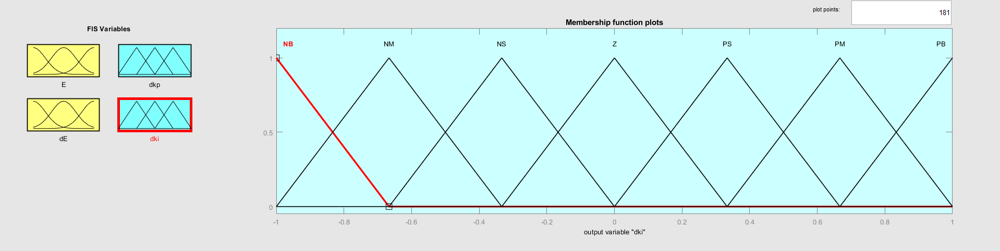 plot points:
181
FIS Variables
Membership function plots
E
dkp
dE
dki
NB NM NS Z PS PM PB
1
0.5
0
-1 -0.8 -0.6 -0.4 -0.2 0 0.2 0.4 0.6 0.8 1
output variable "dki"